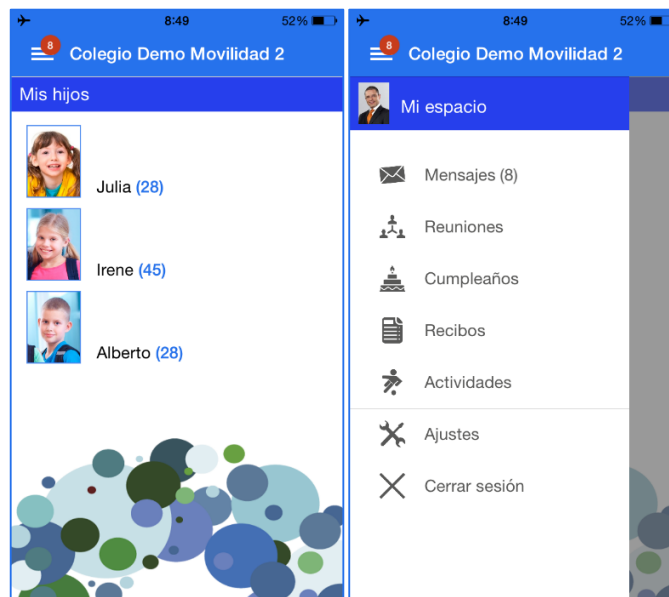 8:49
52%
8
Colegio Demo Movilidad 2
Mis hijos
Julia (28)
Irene (45)
Alberto (28)
8:49
52%
8
Colegio Demo Movilidad 2
Mi espacio
Mensajes (8)
Reuniones
Cumpleaños
Recibos
Actividades
Ajustes
Cerrar sesión